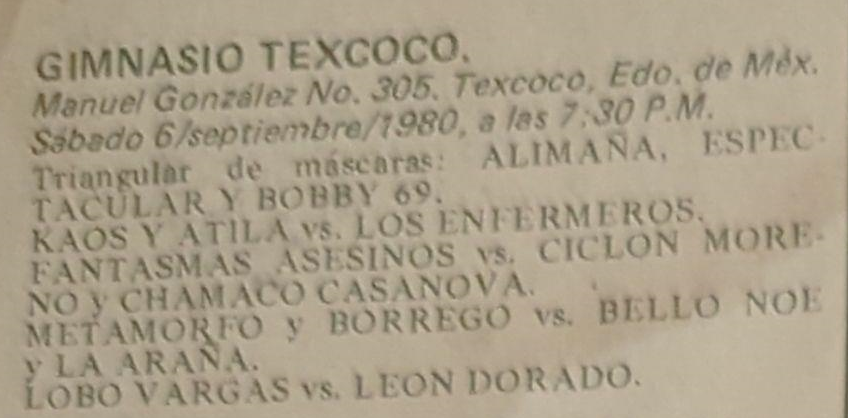 GIMNASIO TEXCOCO.
Manuel González No. 305. Texcoco, Edo. de Méx.
Sábado 6/septiembre/1980, a las 7:30 P.M.
Triangular de máscaras: ALIMAÑA, ESPEC-
TACULAR Y BOBBY 69.
KAOS Y ATILA vs. LOS ENFERMEROS.
FANTASMAS ASESINOS vs. CICLON MORE-
NO y CHAMACO CASANOVA.
METAMORFO y BORREGO vs. BELLO NOE
y LA ARAÑA.
LOBO VARGAS vs. LEON DORADO.